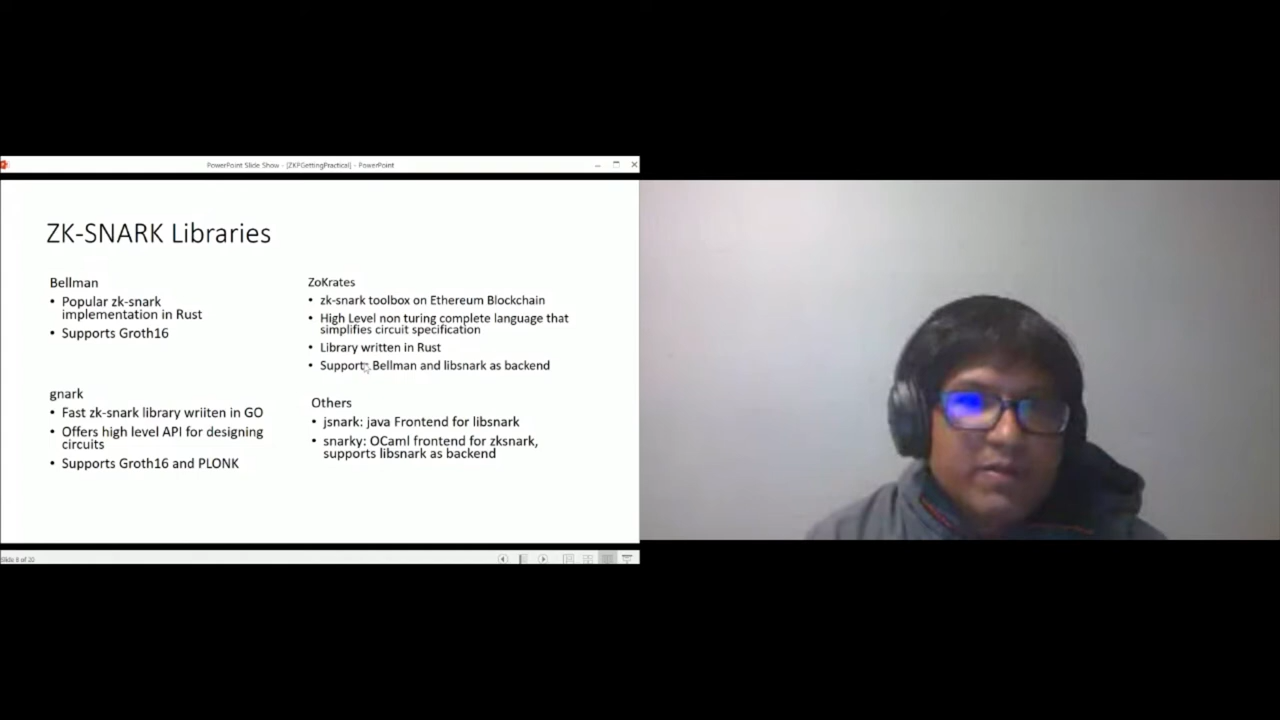 PowerPoint Slide Show - [ZKPGettingPractical] - PowerPoint
ZK-SNARK Libraries
Bellman
• Popular zk-snark
implementation in Rust
• Supports Groth16
gnark
• Fast zk-snark library wriiten in GO
• Offers high level API for designing
circuits
• Supports Groth16 and PLONK
ZoKrates
• zk-snark toolbox on Ethereum Blockchain
• High Level non turing complete language that
simplifies circuit specification
• Library written in Rust
• Supports Bellman and libsnark as backend
Others
• jsnark: java Frontend for libsnark
• snarky: OCaml frontend for zksnark,
supports libsnark as backend
Slide 8 of 20